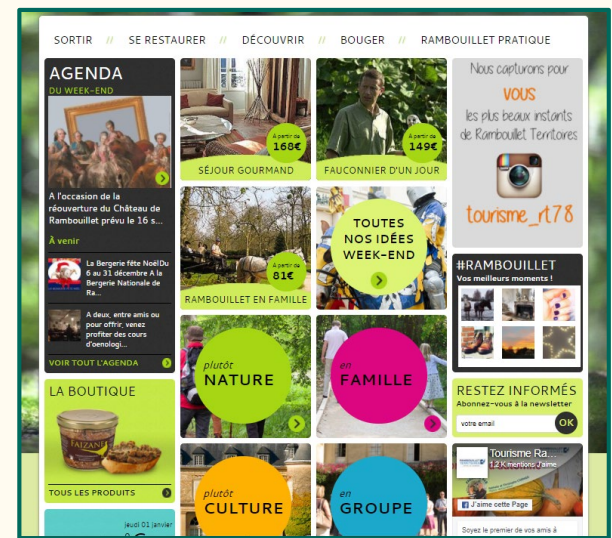 SORTIR // SE RESTAURER // DÉCOUVRIR // BOUGER // RAMBOUILLET PRATIQUE
AGENDA
DU WEEK-END
A l'occasion de la
réouverture du Château de
Rambouillet prévu le 16 s...
À venir
La Bergerie fête NoëlDu
6 au 31 décembre A la
Bergerie Nationale de
Ra...
A deux, entre amis ou
pour offrir, venez
profiter des cours
d'oenologi...
VOIR TOUT L'AGENDA
LA BOUTIQUE
FAIZANE
TOUS LES PRODUITS
jeudi 01 janvier
A partir de
168€
SÉJOUR GOURMAND
A partir de
149€
FAUCONNIER D'UN JOUR
A partir de
81€
RAMBOUILLET EN FAMILLE
TOUTES
NOS IDÉES
WEEK-END
plutôt
NATURE
en
FAMILLE
plutôt
CULTURE
en
GROUPE
Nous capturons pour
VOUS
les plus beaux instants
de Rambouillet Territoires
tourisme_rt78
#RAMBOUILLET
Vos meilleurs moments !
RESTEZ INFORMÉS
Abonnez-vous à la newsletter
votre email
OK
Tourisme Ra...
1,2 K mentions J'aime
J'aime cette Page
Soyez le premier de vos amis à